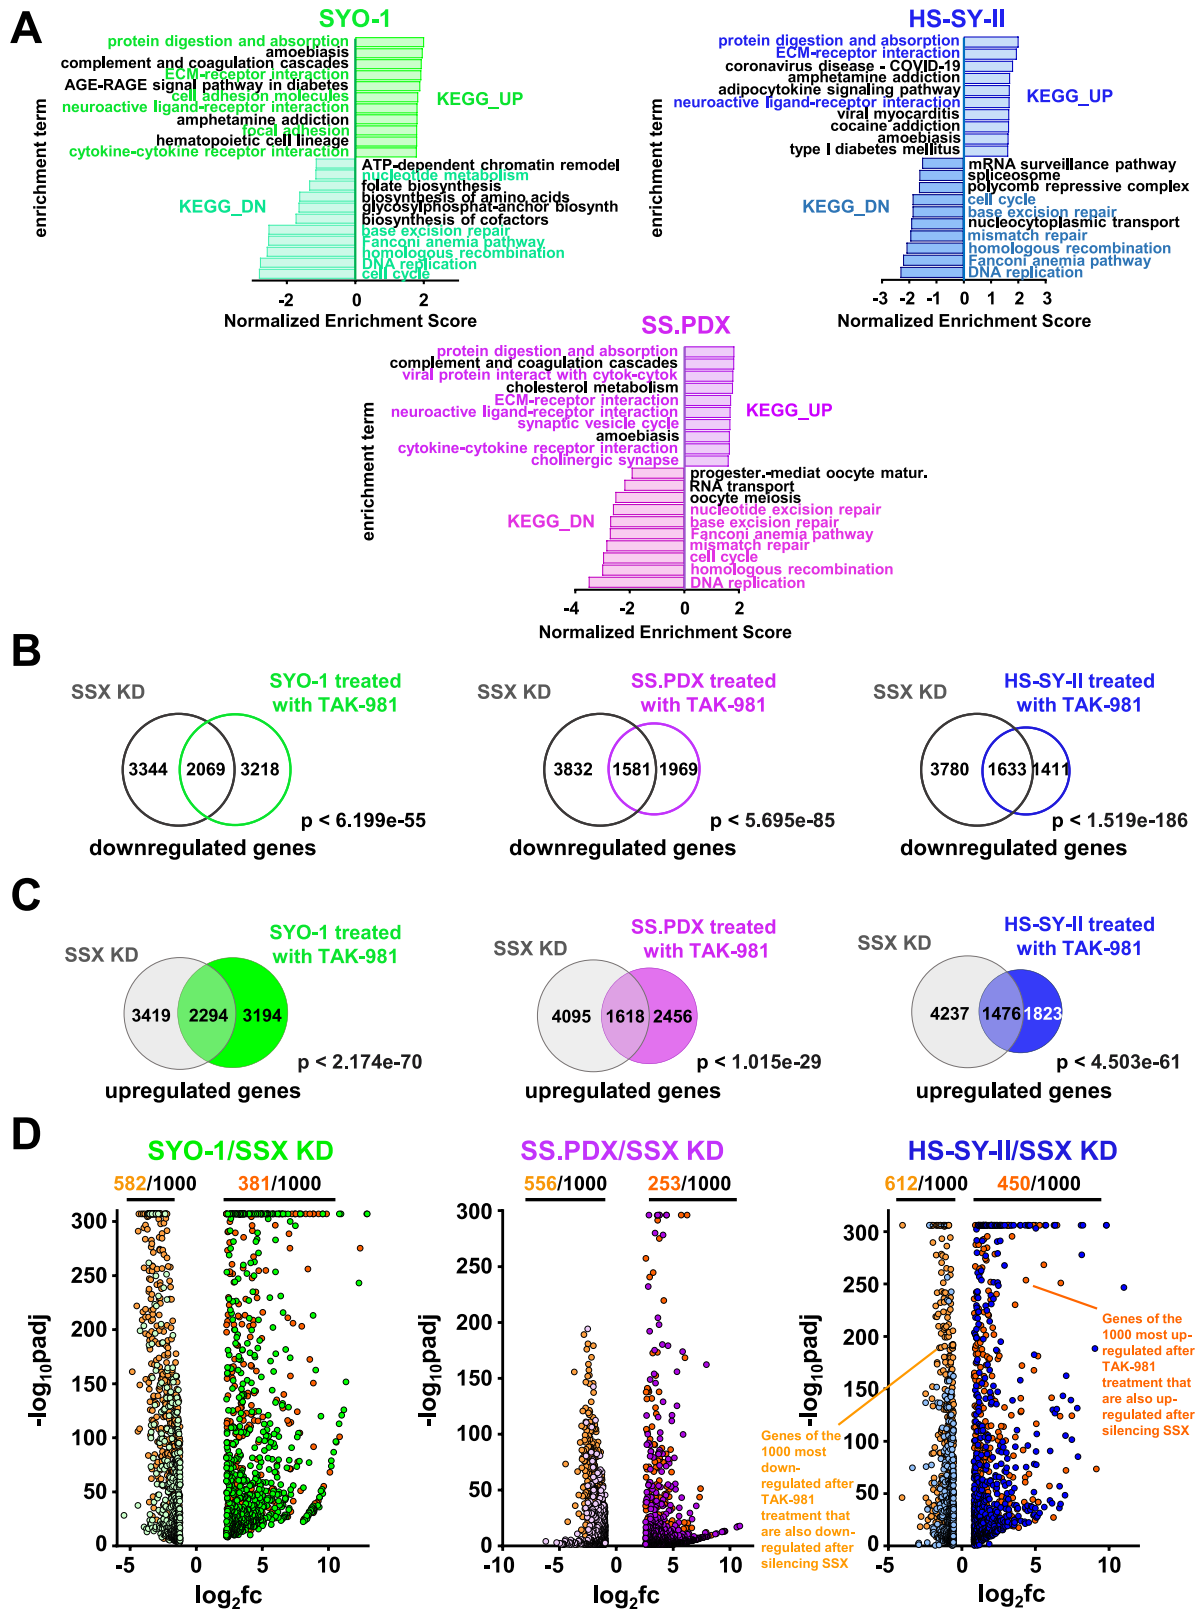 A
SYO-1
protein digestion and absorption
amoebiasis
complement and coagulation cascades
ECM-receptor interaction
AGE-RAGE signal pathway in diabetes
cell adhesion molecules
neuroactive ligand-receptor interaction
amphetamine addiction
focal adhesion
hematopoietic cell lineage
cytokine-cytokine receptor interaction
KEGG_UP
enrichment term
KEGG_DN
ATP-dependent chromatin remodel
nucleotide metabolism
folate biosynthesis
biosynthesis of amino acids
glycosylphosphat-anchor biosynth
biosynthesis of cofactors
base excision repair
Fanconi anemia pathway
homologous recombination
DNA replication
cell cycle
-2 0 2
Normalized Enrichment Score
HS-SY-II
protein digestion and absorption
ECM-receptor interaction
coronavirus disease - COVID-19
amphetamine addiction
adipocytokine signaling pathway
neuroactive ligand-receptor interaction
viral myocarditis
cocaine addiction
amoebiasis
type I diabetes mellitus
KEGG_UP
enrichment term
KEGG_DN
mRNA surveillance pathway
spliceosome
polycomb repressive complex
cell cycle
base excision repair
nucleocytoplasmic transport
mismatch repair
homologous recombination
Fanconi anemia pathway
DNA replication
-3 -2 -1 0 1 2 3
Normalized Enrichment Score
SS.PDX
protein digestion and absorption
complement and coagulation cascades
viral protein interact with cytok-cytok
cholesterol metabolism
ECM-receptor interaction
neuroactive ligand-receptor interaction
synaptic vesicle cycle
amoebiasis
cytokine-cytokine receptor interaction
cholinergic synapse
KEGG_UP
enrichment term
KEGG_DN
progester.-mediat oocyte matur.
RNA transport
oocyte meiosis
nucleotide excision repair
base excision repair
Fanconi anemia pathway
mismatch repair
cell cycle
homologous recombination
DNA replication
-4 -2 0 2
Normalized Enrichment Score
B
SSX KD
SYO-1 treated
with TAK-981
3344 2069 3218
p < 6.199e-55
downregulated genes
SSX KD
SS.PDX treated
with TAK-981
3832 1581 1969
p < 5.695e-85
downregulated genes
SSX KD
HS-SY-II treated
with TAK-981
3780 1633 1411
p < 1.519e-186
downregulated genes
C
SSX KD
SYO-1 treated
with TAK-981
3419 2294 3194
p < 2.174e-70
upregulated genes
SSX KD
SS.PDX treated
with TAK-981
4095 1618 2456
p < 1.015e-29
upregulated genes
SSX KD
HS-SY-II treated
with TAK-981
4237 1476 1823
p < 4.503e-61
upregulated genes
D
SYO-1/SSX KD
582/1000 381/1000
300
250
200
150
100
50
0
-log10padj
-5 0 5 10
log2fc
SS.PDX/SSX KD
556/1000 253/1000
300
250
200
150
100
50
0
-log10padj
-5 0 5 10
log2fc
HS-SY-II/SSX KD
612/1000 450/1000
300
250
200
150
100
50
0
-log10padj
-5 0 5 10
log2fc
Genes of the
1000 most
down-
regulated after
TAK-981
treatment that
are also down-
regulated after
silencing SSX
Genes of the
1000 most up-
regulated after
TAK-981
treatment that
are also up-
regulated after
silencing SSX